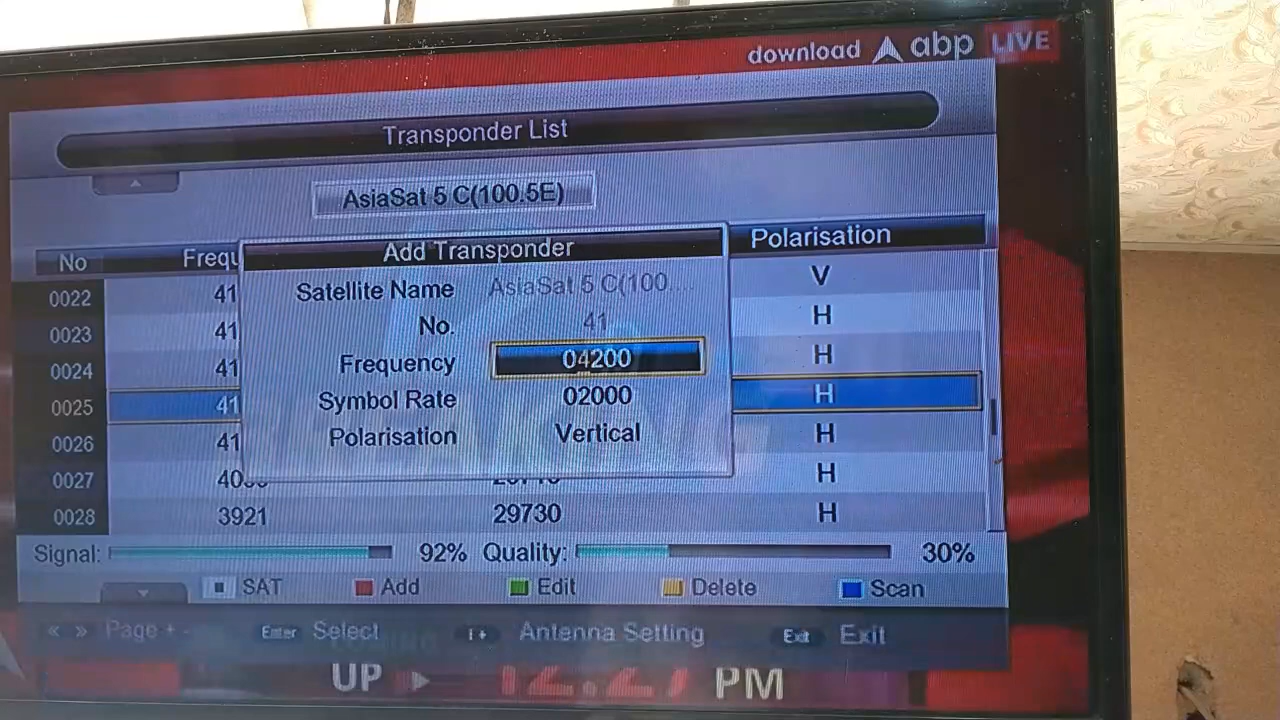 download abp LIVE
Transponder List
AsiaSat 5 C(100.5E)
No Frequ Polarisation
Add Transponder
Satellite Name AsiaSat 5 C(100....
No. 41
Frequency 04200
Symbol Rate 02000
Polarisation Vertical
0022 41 V
0023 41 H
0024 41 H
0025 41 H
0026 41 H
0027 H
0028 3921 29730 H
Signal: 92% Quality: 30%
SAT Add Edit Delete Scan
« » Page + - Enter Select i+ Antenna Setting Exit Exit
UP PM